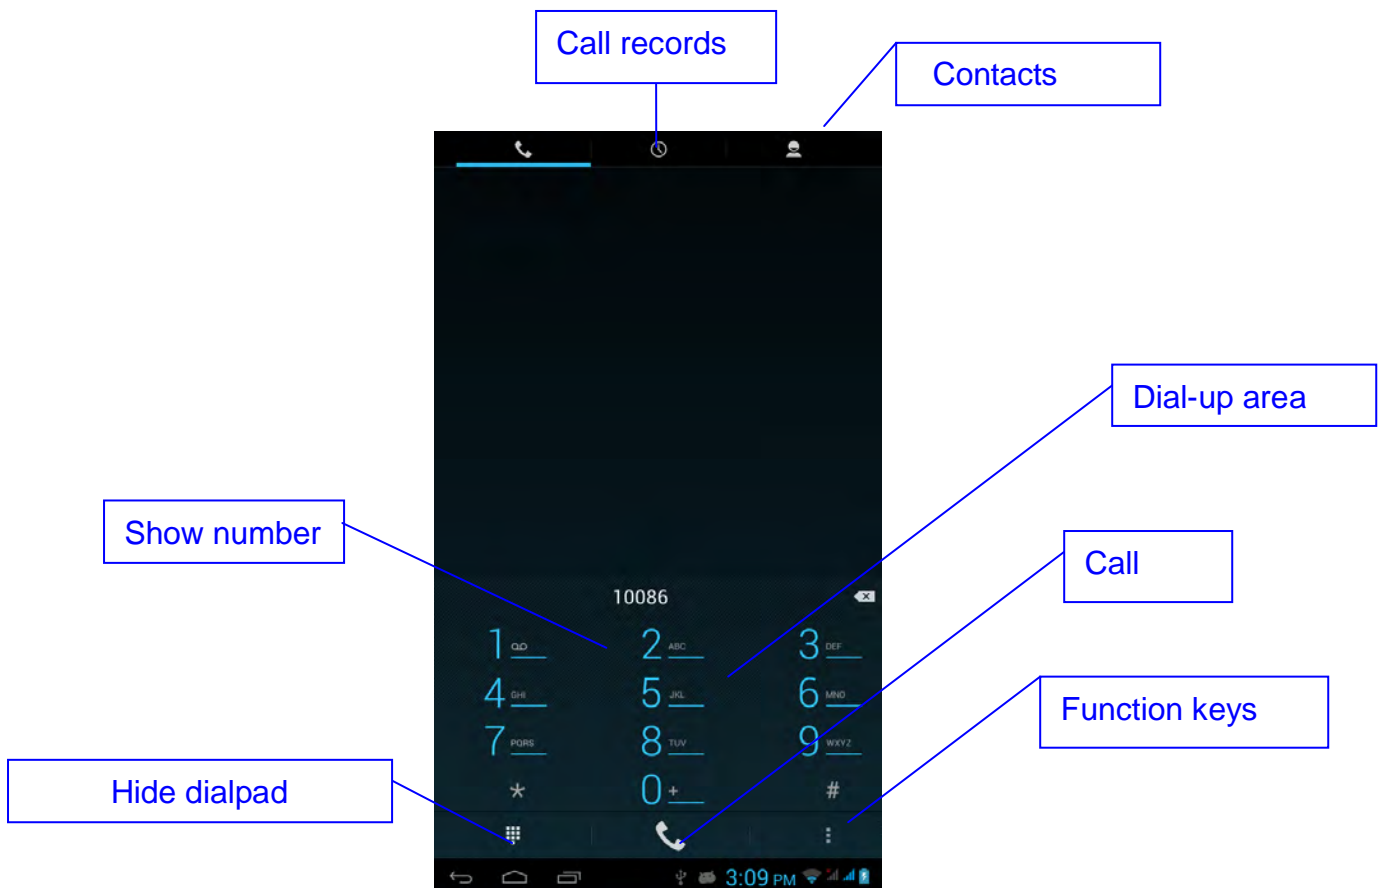 Call records
Contacts
Dial-up area
Show number
Call
10086
1 2 ABC 3 DEF
4 GHI 5 JKL 6 MNO
Function keys
7 PQRS 8 TUV 9 WXYZ
Hide dialpad
* 0 + #
3:09 PM